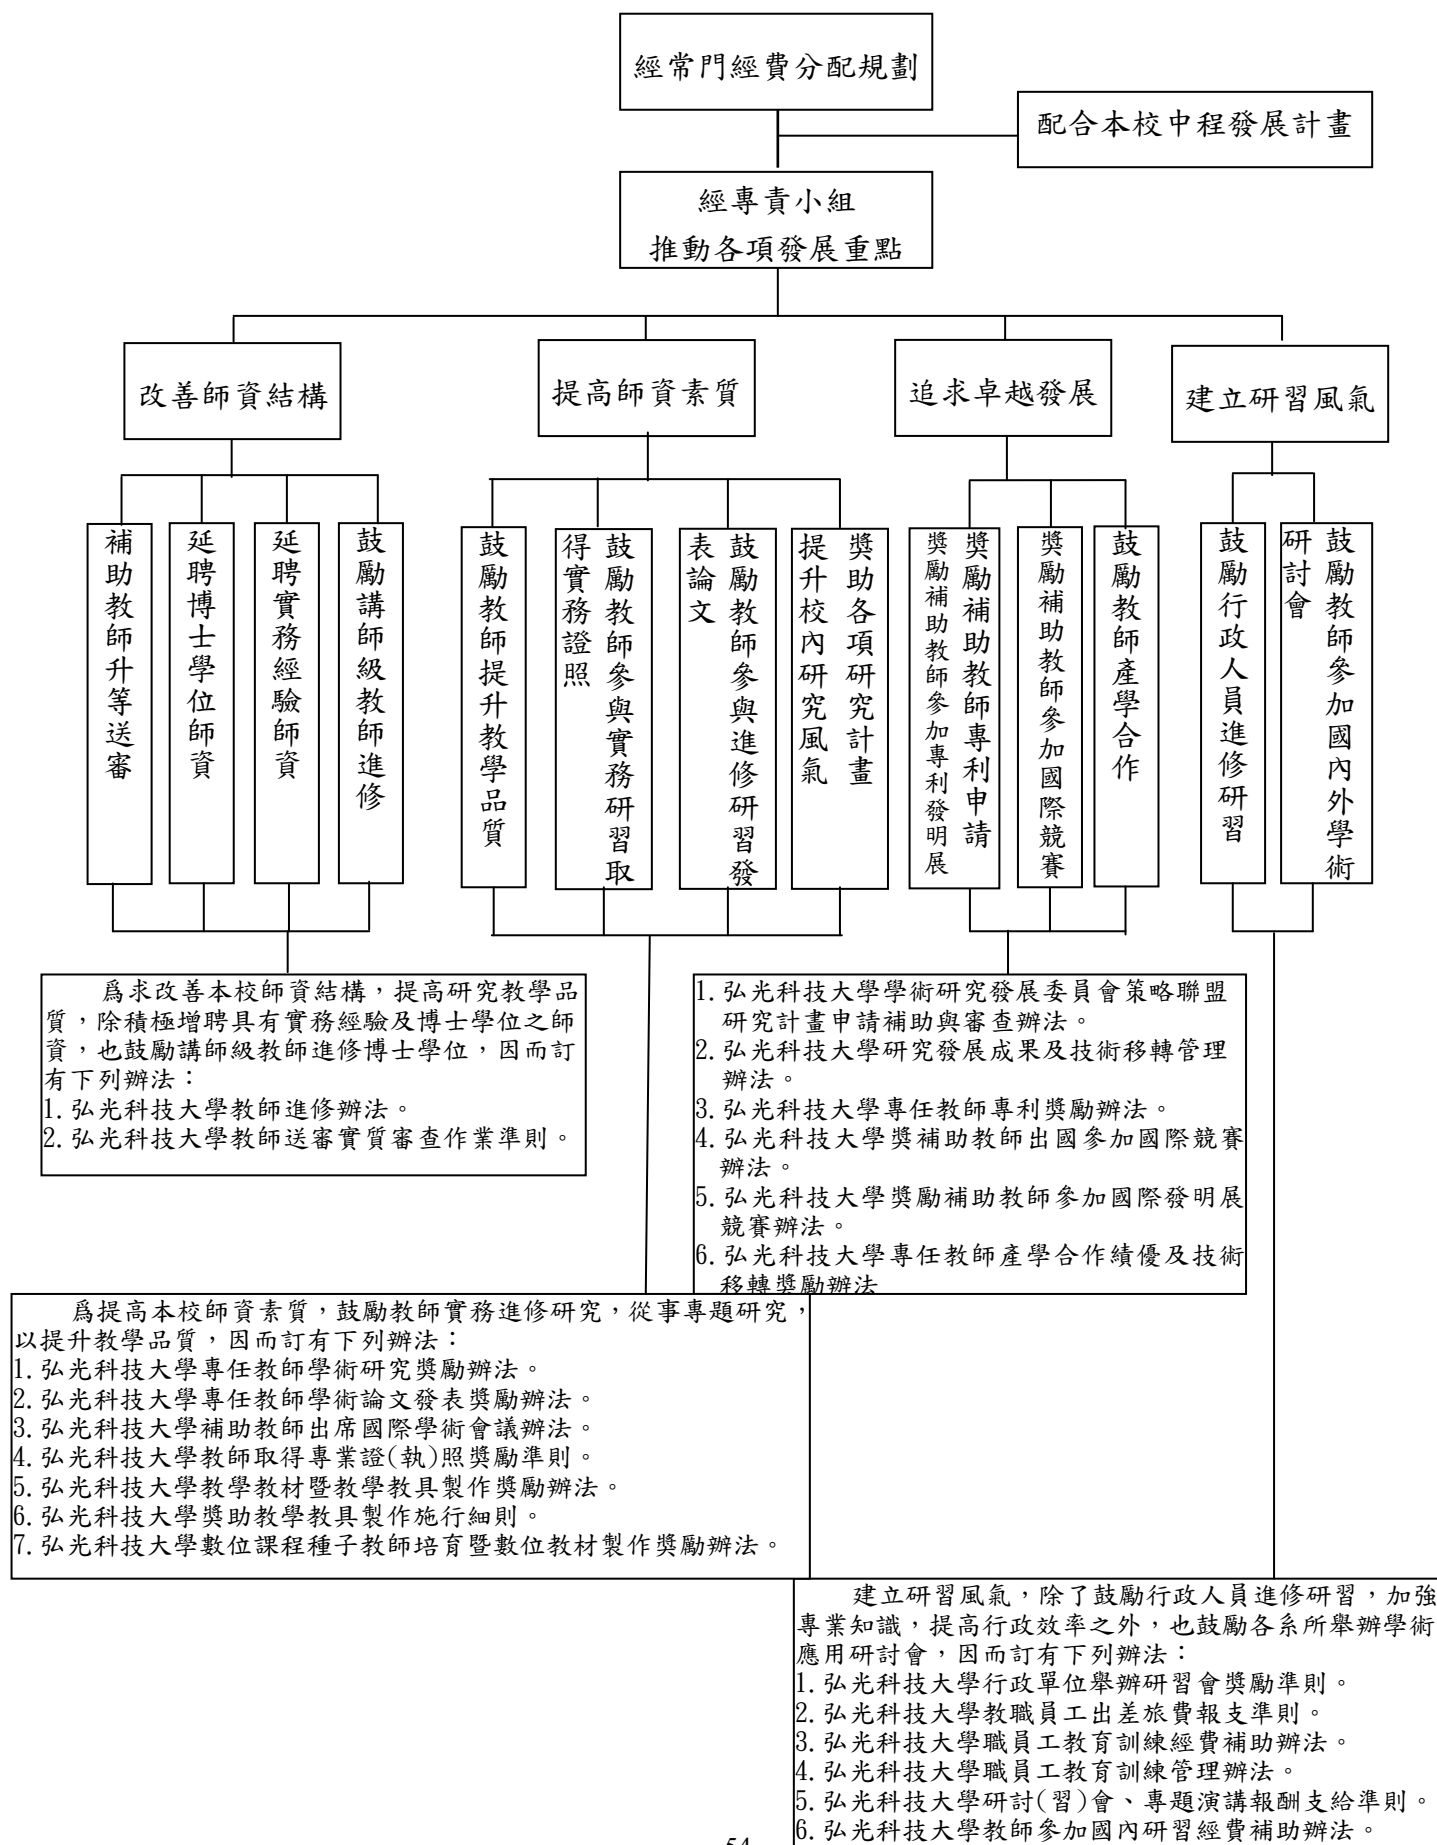 經常門經費分配規劃
配合本校中程發展計畫
經專責小組
推動各項發展重點
改善師資結構
提高師資素質
追求卓越發展
建立研習風氣
補助教師升等送審
延聘博士學位師資
延聘實務經驗師資
鼓勵講師級教師進修
鼓勵教師提升教學品質
鼓勵教師參與實務研習取
得實務證照
鼓勵教師參與進修研習發
表論文
獎助各項研究計畫
提升校內研究風氣
獎勵補助教師專利申請
獎勵補助教師參加專利發明展
獎勵補助教師參加國際競賽
鼓勵教師產學合作
鼓勵行政人員進修研習
鼓勵教師參加國內外學術
研討會
為求改善本校師資結構，提高研究教學品
質，除積極增聘具有實務經驗及博士學位之師
資，也鼓勵講師級教師進修博士學位，因而訂
有下列辦法：
1.弘光科技大學教師進修辦法。
2.弘光科技大學教師送審實質審查作業準則。
1.弘光科技大學學術研究發展委員會策略聯盟
研究計畫申請補助與審查辦法。
2.弘光科技大學研究發展成果及技術移轉管理
辦法。
3.弘光科技大學專任教師專利獎勵辦法。
4.弘光科技大學獎補助教師出國參加國際競賽
辦法。
5.弘光科技大學獎勵補助教師參加國際發明展
競賽辦法。
6.弘光科技大學專任教師產學合作績優及技術
移轉獎勵辦法
為提高本校師資素質，鼓勵教師實務進修研究，從事專題研究，
以提升教學品質，因而訂有下列辦法：
1.弘光科技大學專任教師學術研究獎勵辦法。
2.弘光科技大學專任教師學術論文發表獎勵辦法。
3.弘光科技大學補助教師出席國際學術會議辦法。
4.弘光科技大學教師取得專業證(執)照獎勵準則。
5.弘光科技大學教學教材暨教學教具製作獎勵辦法。
6.弘光科技大學獎助教學教具製作施行細則。
7.弘光科技大學數位課程種子教師培育暨數位教材製作獎勵辦法。
建立研習風氣，除了鼓勵行政人員進修研習，加強
專業知識，提高行政效率之外，也鼓勵各系所舉辦學術
應用研討會，因而訂有下列辦法：
1.弘光科技大學行政單位舉辦研習會獎勵準則。
2.弘光科技大學教職員工出差旅費報支準則。
3.弘光科技大學職員工教育訓練經費補助辦法。
4.弘光科技大學職員工教育訓練管理辦法。
5.弘光科技大學研討(習)會、專題演講報酬支給準則。
6.弘光科技大學教師參加國內研習經費補助辦法。
54